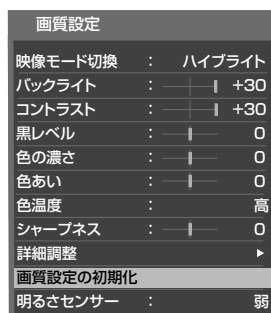 画質設定
映像モード切換 : ハイブライト
バックライト : +30
コントラスト : +30
黒レベル : 0
色の濃さ : 0
色あい : 0
色温度 : 高
シャープネス : 0
詳細調整
画質設定の初期化
明るさセンサー : 弱